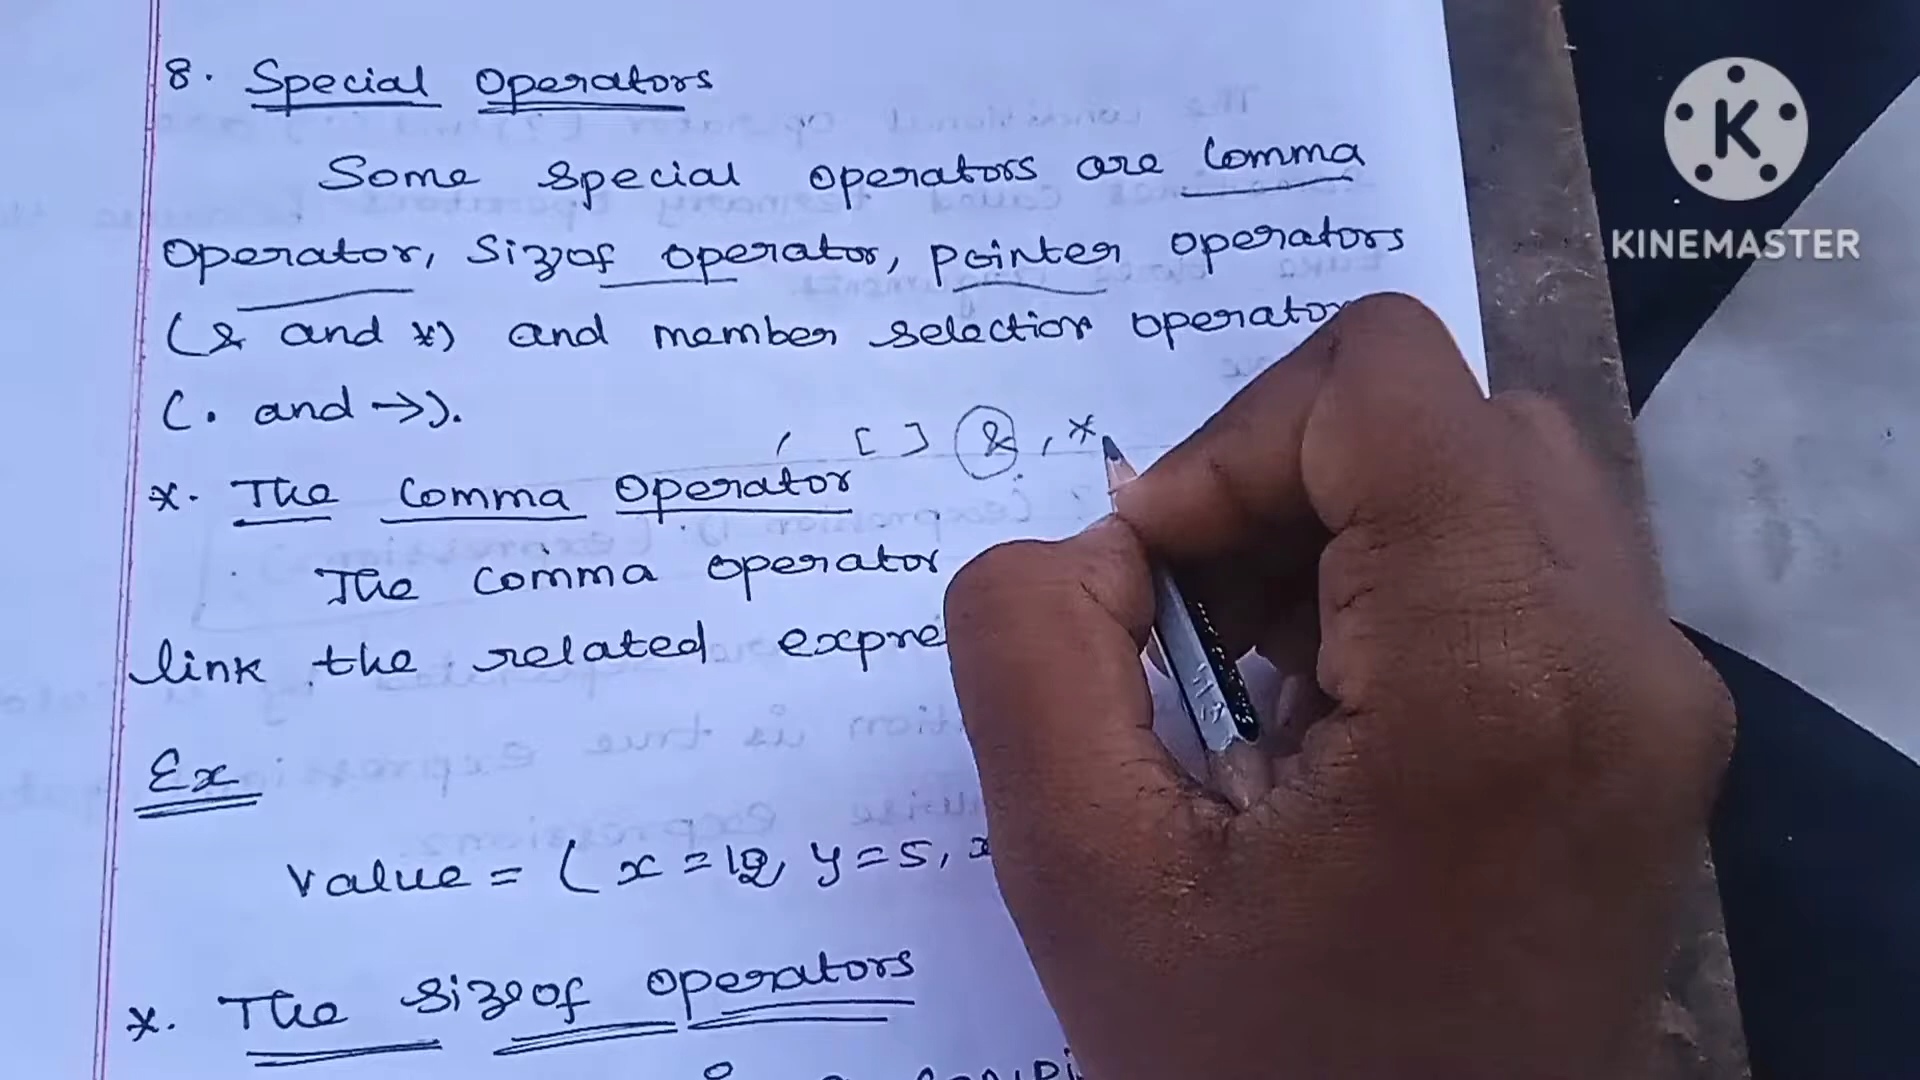 8. Special Operators
Some special operators are Comma
Operator, Sizeof operator, pointer operators
(& and *) and member selection operator
(. and →).
, [ ] & , *
*. The Comma Operator
The comma operator
link the related
Ex
Value = ( x = 12, y = 5, x
*. The sizeof operators
K
KINEMASTER